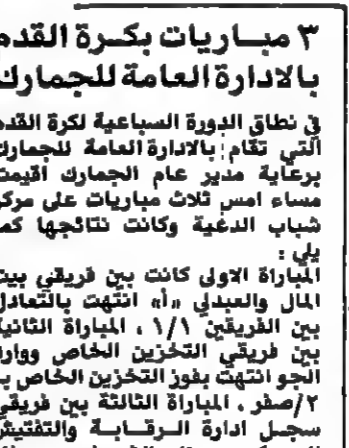 ٣ مبـــاريات بكـرة القدم
بالادارة العامة للجمارك
في نطاق الدورة السباعية لكرة القدم
التي تقام بالادارة العامة للجمارك
برعاية مدير عام الجمارك اقيمت
مساء امس ثلاث مباريات على مركز
شباب الدغية وكانت نتائجها كما
يلي :
المباراة الاولى كانت بين فريقي بيت
المال والعبدلي «أ» انتهت بالتعادل
بين الفريقين ١/١ ، المباراة الثانية
بين فريقي التخزين الخاص ووارد
الجو انتهت بفوز التخزين الخاص بـ
٢/صفر ، المباراة الثالثة بين فريقي
سجل ادارة الـرقـابـة والتفتيش